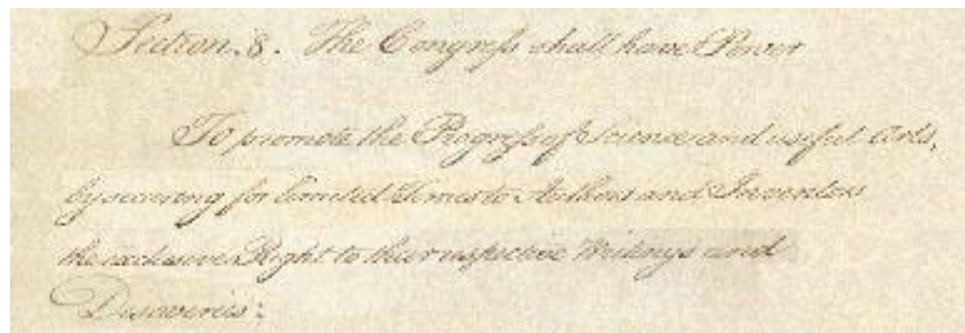 Section. 8. The Congreſs shall have Power
To promote the Progreſs of Science and useful Arts,
by securing for limited Times to Authors and Inventors
the exclusive Right to their respective Writings and
Discoveries;